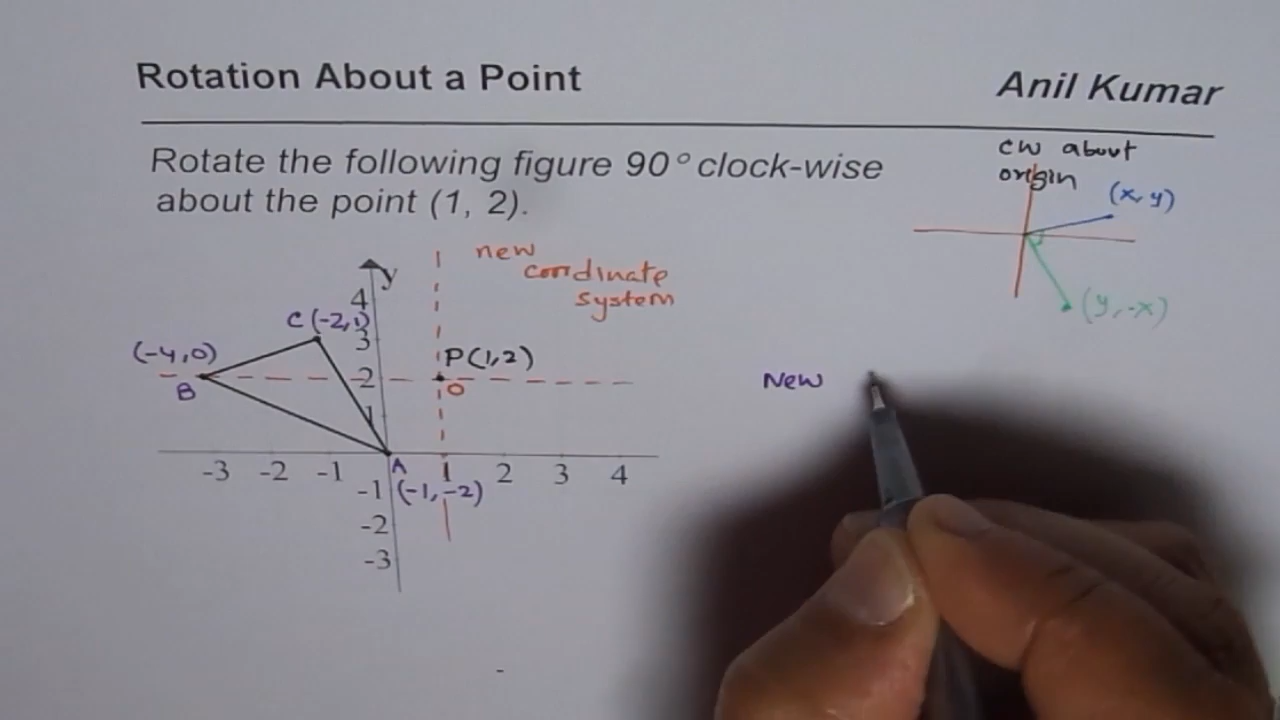 Rotation About a Point
Anil Kumar
Rotate the following figure 90° clock-wise
about the point (1, 2).
CW about
origin
(x, y)
(y, -x)
new
coordinate
system
y
4
3
2
1
C (-2, 1)
(-4, 0)
B
P(1, 2)
O
A
(-1, -2)
-3 -2 -1 1 2 3 4
-1
-2
-3
New